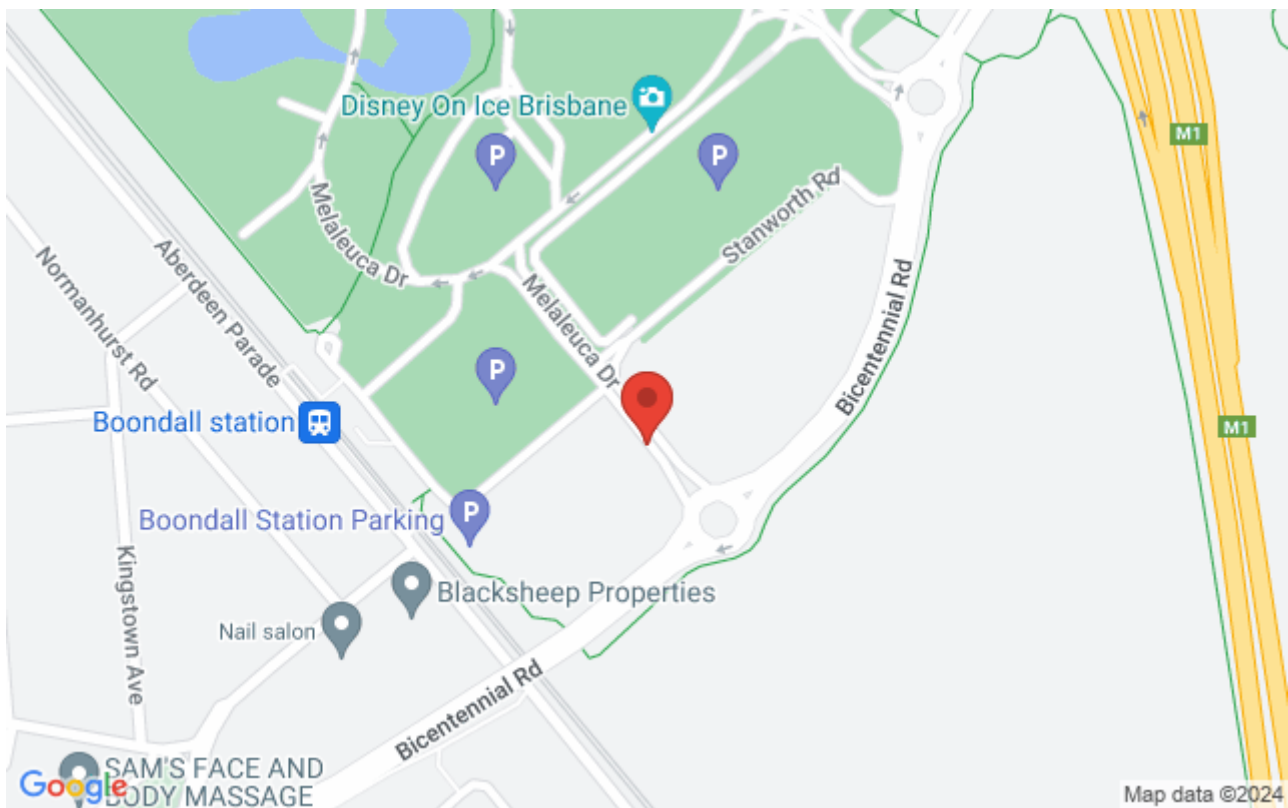 Disney On Ice Brisbane
P
P
M1
Stanworth Rd
Melaleuca Dr
Aberdeen Parade
Normanhurst Rd
Melaleuca Dr
Bicentennial Rd
P
Boondall station
M1
Boondall Station Parking
P
Kingstown Ave
Blacksheep Properties
Nail salon
Bicentennial Rd
SAM'S FACE AND
BODY MASSAGE
Google
Map data ©2024